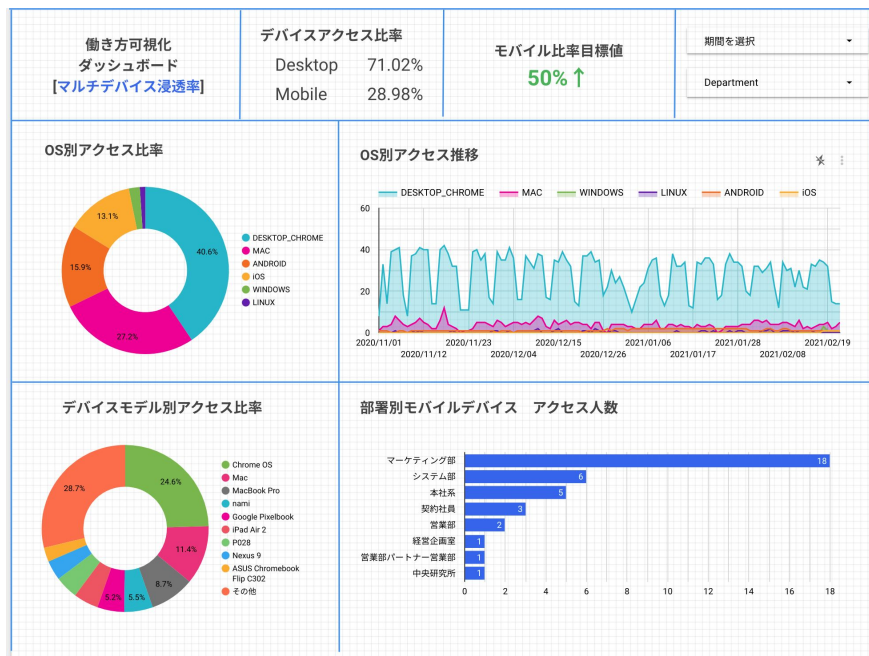 働き方可視化
ダッシュボード
[マルチデバイス浸透率]
デバイスアクセス比率
Desktop 71.02%
Mobile 28.98%
モバイル比率目標値
50% ↑
期間を選択
Department
OS別アクセス比率
13.1%
15.9%
40.6%
27.2%
DESKTOP_CHROME
MAC
ANDROID
iOS
WINDOWS
LINUX
OS別アクセス推移
DESKTOP_CHROME MAC WINDOWS LINUX ANDROID iOS
60
40
20
0
2020/11/01 2020/11/23 2020/12/15 2021/01/06 2021/01/28 2021/02/19
2020/11/12 2020/12/04 2020/12/26 2021/01/17 2021/02/08
デバイスモデル別アクセス比率
28.7%
24.6%
11.4%
8.7%
5.5%
5.2%
Chrome OS
Mac
MacBook Pro
nami
Google Pixelbook
iPad Air 2
P028
Nexus 9
ASUS Chromebook
Flip C302
その他
部署別モバイルデバイス アクセス人数
マーケティング部 18
システム部 6
本社系 5
契約社員 3
営業部 2
経営企画室 1
営業部パートナー営業部 1
中央研究所 1
0 2 4 6 8 10 12 14 16 18